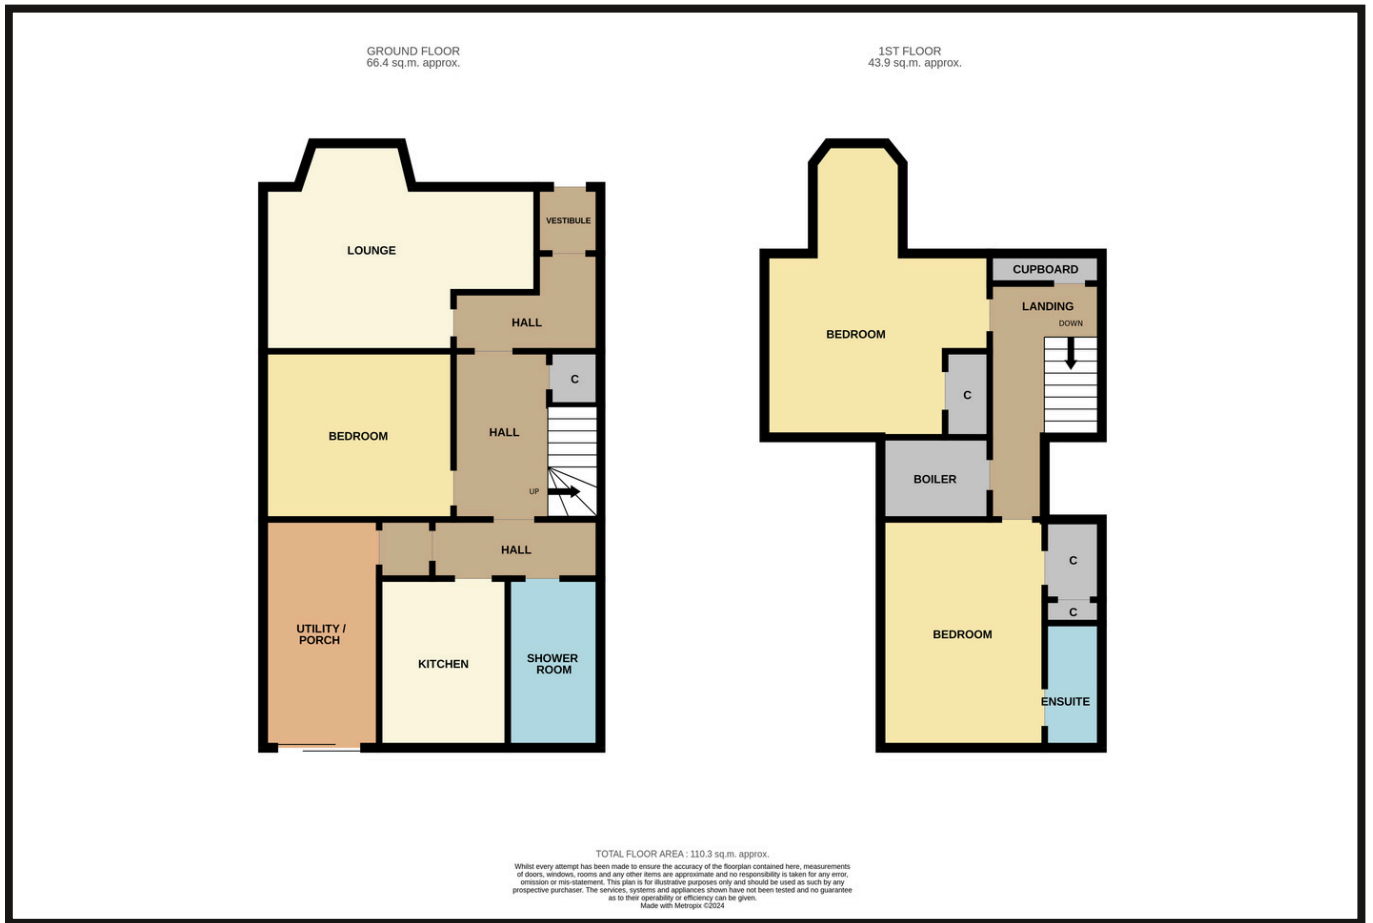 GROUND FLOOR
66.4 sq.m. approx.
1ST FLOOR
43.9 sq.m. approx.
VESTIBULE
LOUNGE
HALL
C
BEDROOM
HALL
UP
HALL
UTILITY /
PORCH
KITCHEN
SHOWER
ROOM
CUPBOARD
LANDING
DOWN
BEDROOM
C
BOILER
C
C
BEDROOM
ENSUITE
TOTAL FLOOR AREA : 110.3 sq.m. approx.
Whilst every attempt has been made to ensure the accuracy of the floorplan contained here, measurements
of doors, windows, rooms and any other items are approximate and no responsibility is taken for any error,
omission or mis-statement. This plan is for illustrative purposes only and should be used as such by any
prospective purchaser. The services, systems and appliances shown have not been tested and no guarantee
as to their operability or efficiency can be given.
Made with Metropix ©2024